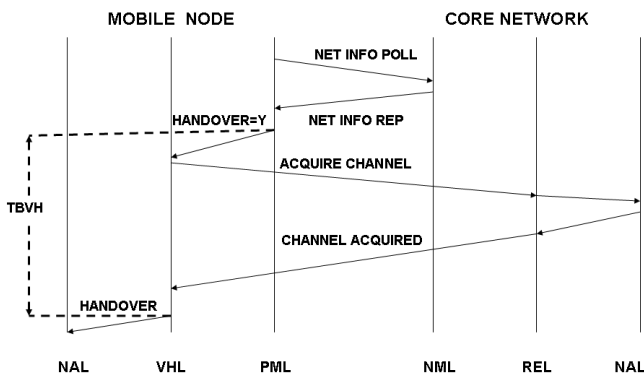 MOBILE NODE
CORE NETWORK
NET INFO POLL
HANDOVER=Y
NET INFO REP
ACQUIRE CHANNEL
TBVH
CHANNEL ACQUIRED
HANDOVER
NAL VHL PML NML REL NAL